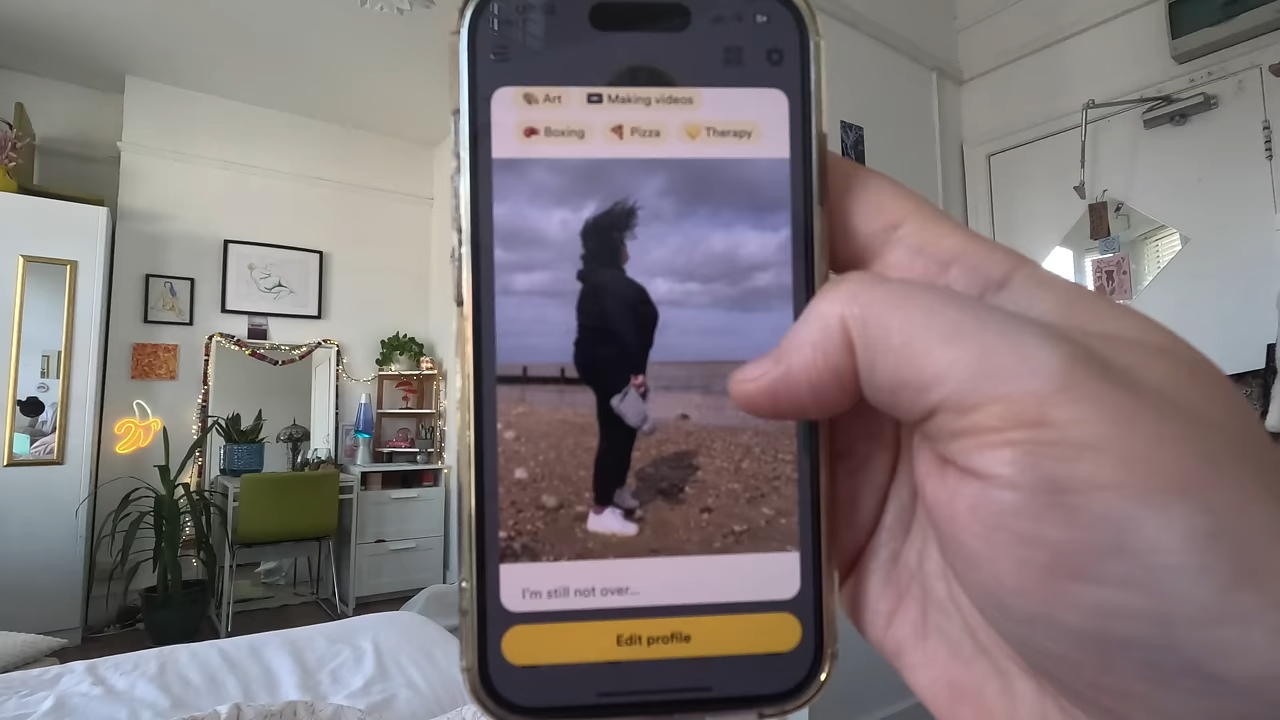 Art Making videos
Boxing Pizza Therapy
I'm still not over...
Edit profile